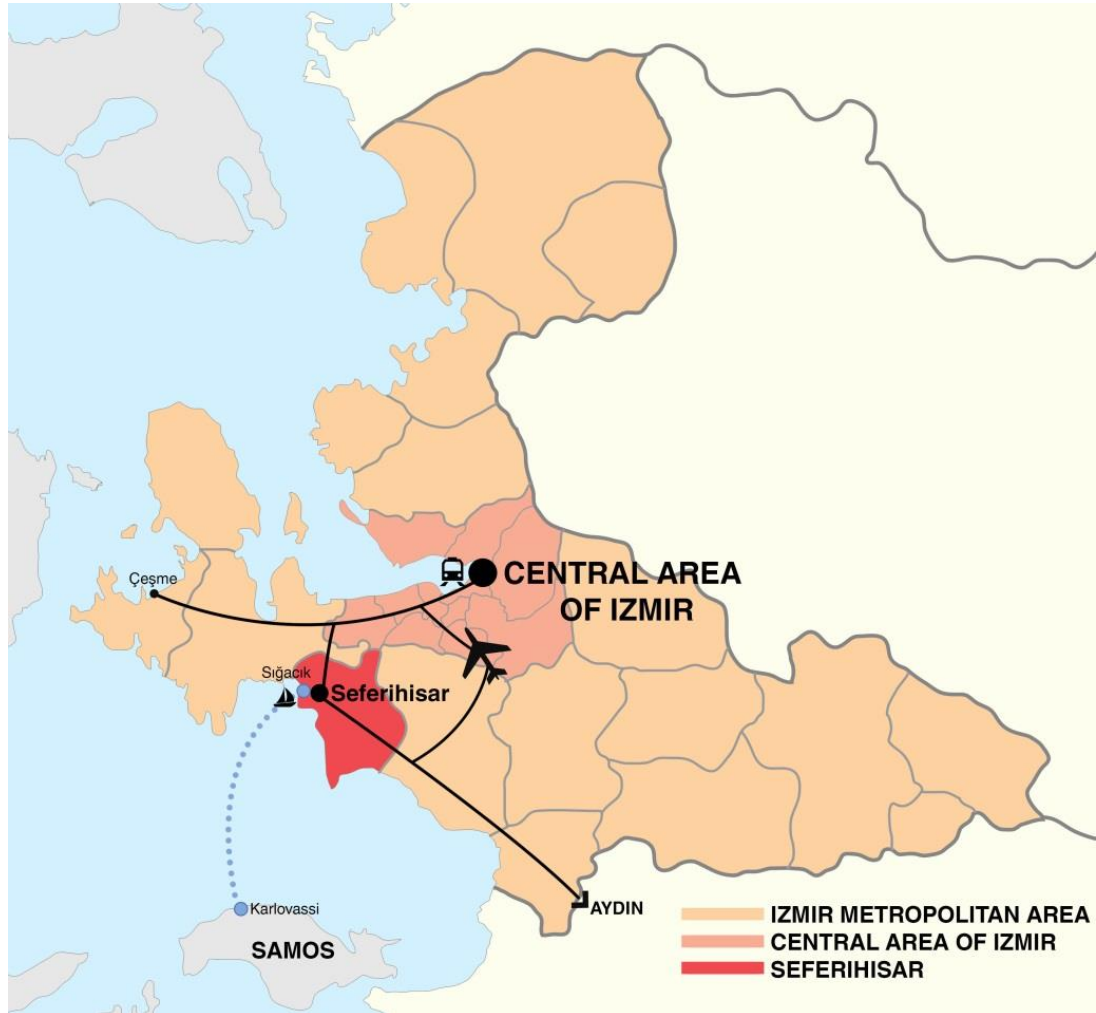 Çeşme
CENTRAL AREA
OF IZMIR
Sığacık
Seferihisar
Karlovassi
SAMOS
AYDIN
IZMIR METROPOLITAN AREA
CENTRAL AREA OF IZMIR
SEFERIHISAR